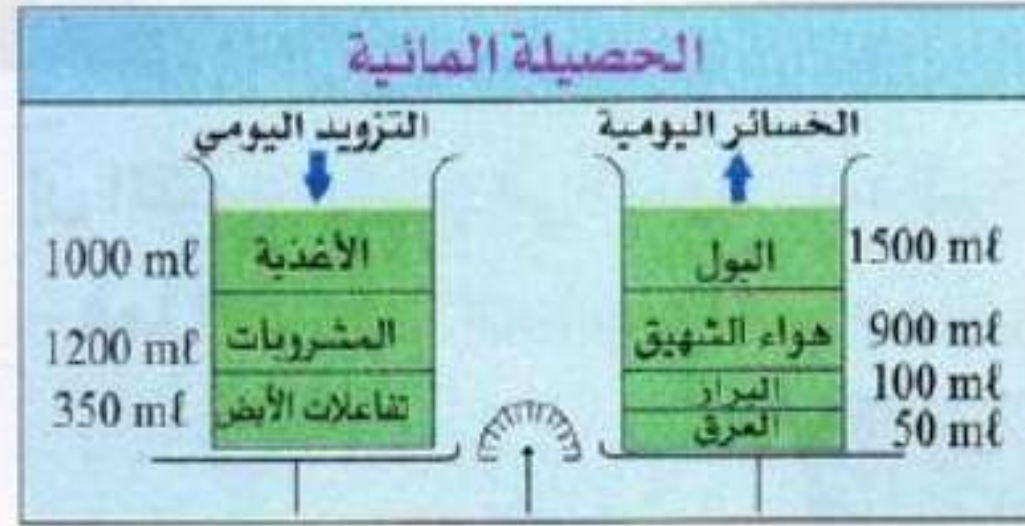 الحصيلة المائية
الخسائر اليومية
البول 1500 mℓ
هواء الشهيق 900 mℓ
البراز 100 mℓ
العرق 50 mℓ
التزويد اليومي
الأغذية 1000 mℓ
المشروبات 1200 mℓ
تفاعلات الأيض 350 mℓ